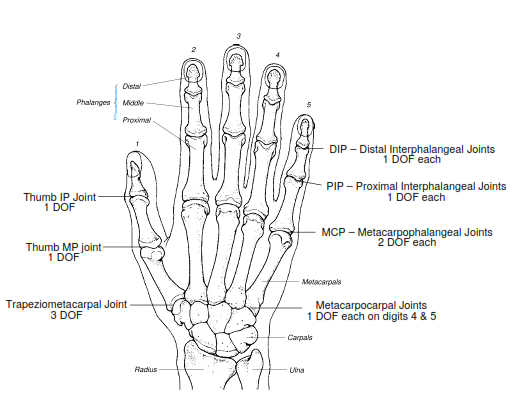 3
2
4
Distal
Phalanges
Middle
Proximal
5
1
DIP – Distal Interphalangeal Joints
1 DOF each
PIP – Proximal Interphalangeal Joints
1 DOF each
Thumb IP Joint
1 DOF
MCP – Metacarpophalangeal Joints
2 DOF each
Thumb MP joint
1 DOF
Metacarpals
Trapeziometacarpal Joint
3 DOF
Metacarpocarpal Joints
1 DOF each on digits 4 & 5
Carpals
Radius
Ulna